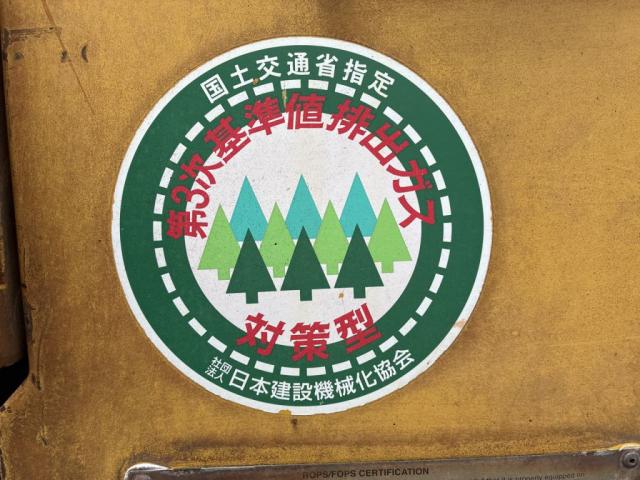 国土交通省指定
第3次基準値排出ガス
対策型
社団法人日本建設機械化協会
ROPS/FOPS CERTIFICATION